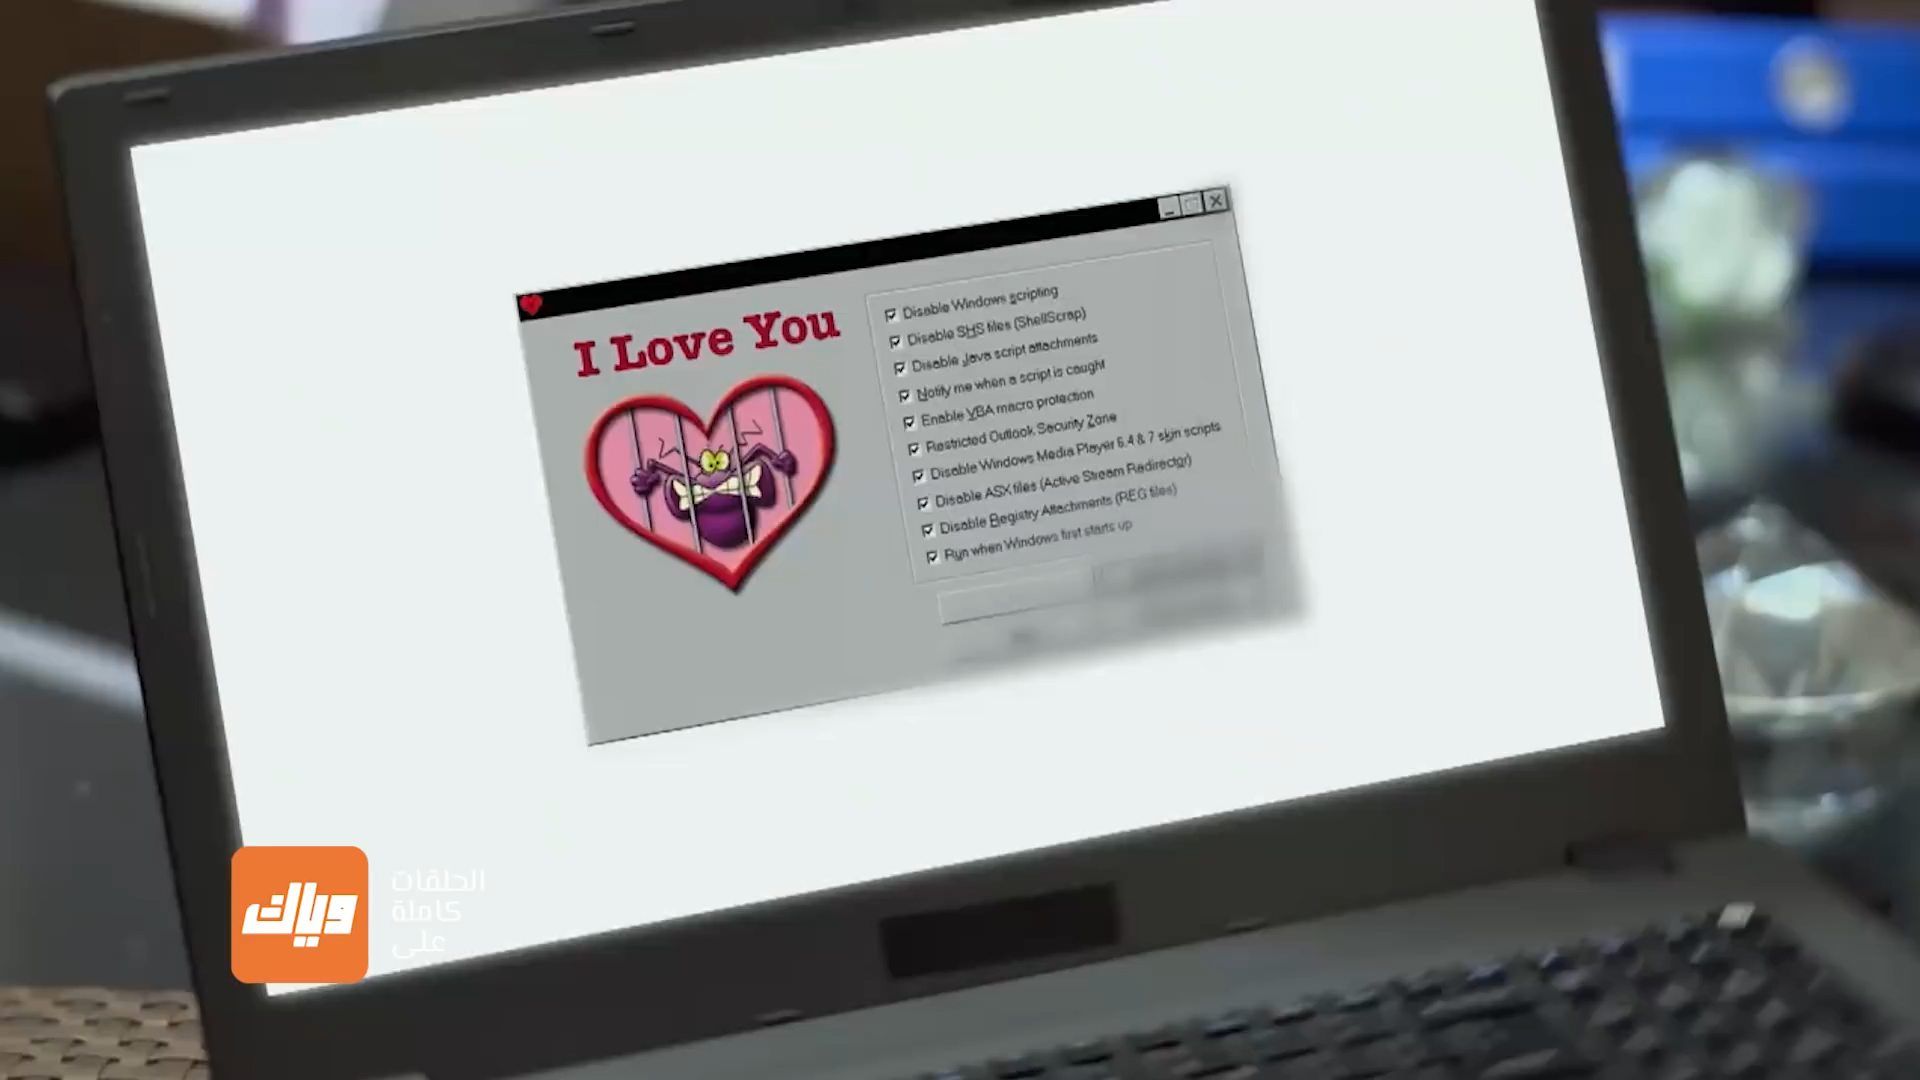 I Love You
Disable Windows scripting
Disable SHS files (ShellScrap)
Disable Java script attachments
Notify me when a script is caught
Enable VBA macro protection
Restricted Outlook Security Zone
Disable Windows Media Player 6.4 & 7 skin scripts
Disable ASX files (Active Stream Redirector)
Disable Registry Attachments (REG files)
Run when Windows first starts up
وياك
الحلقات
كاملة
على